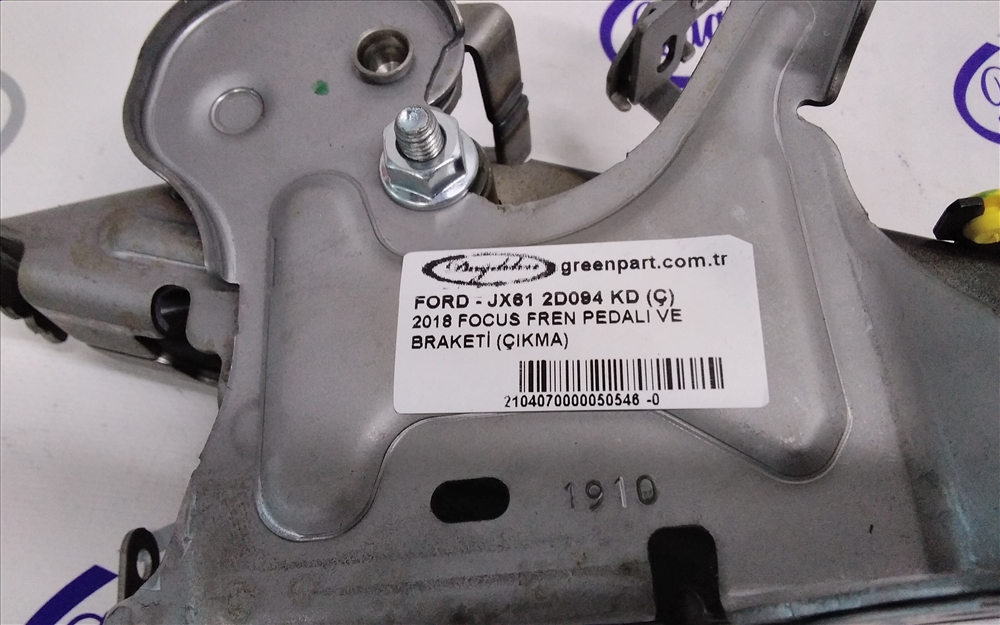 greenpart.com.tr
FORD - JX61 2D094 KD (Ç)
2018 FOCUS FREN PEDALI VE
BRAKETİ (ÇIKMA)
2104070000050546 -0
1910